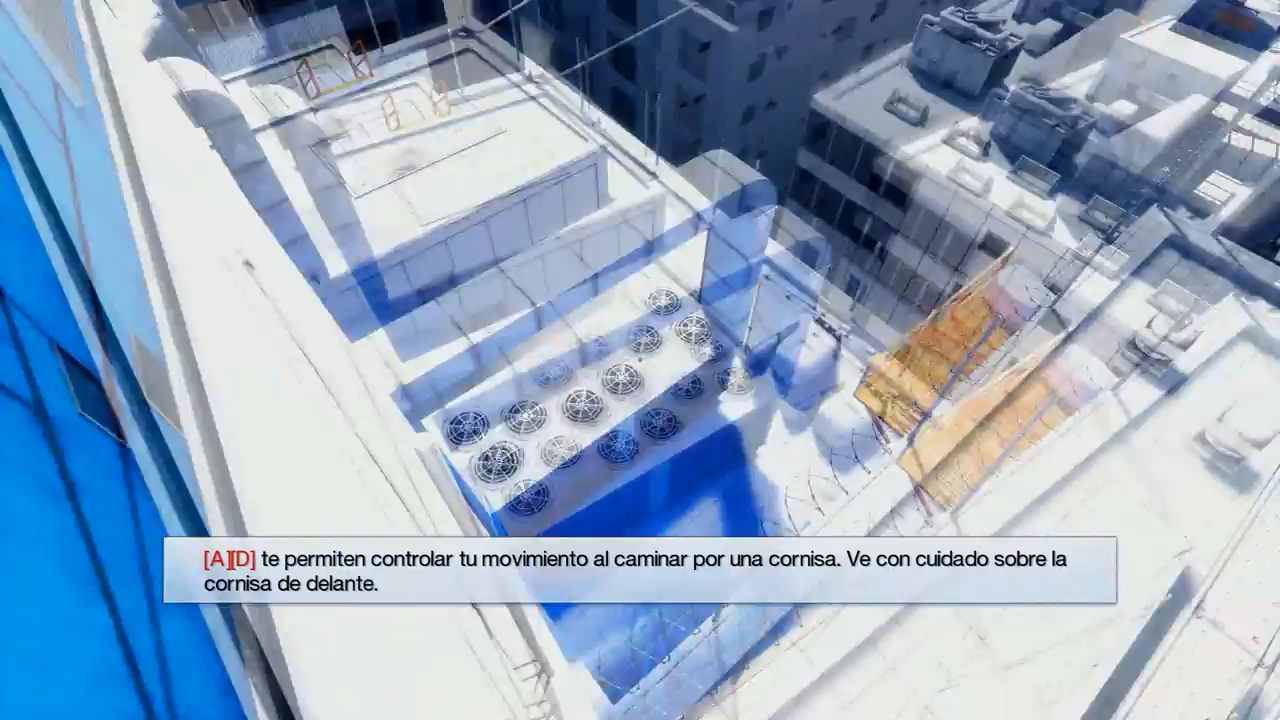 [A][D] te permiten controlar tu movimiento al caminar por una cornisa. Ve con cuidado sobre la
cornisa de delante.